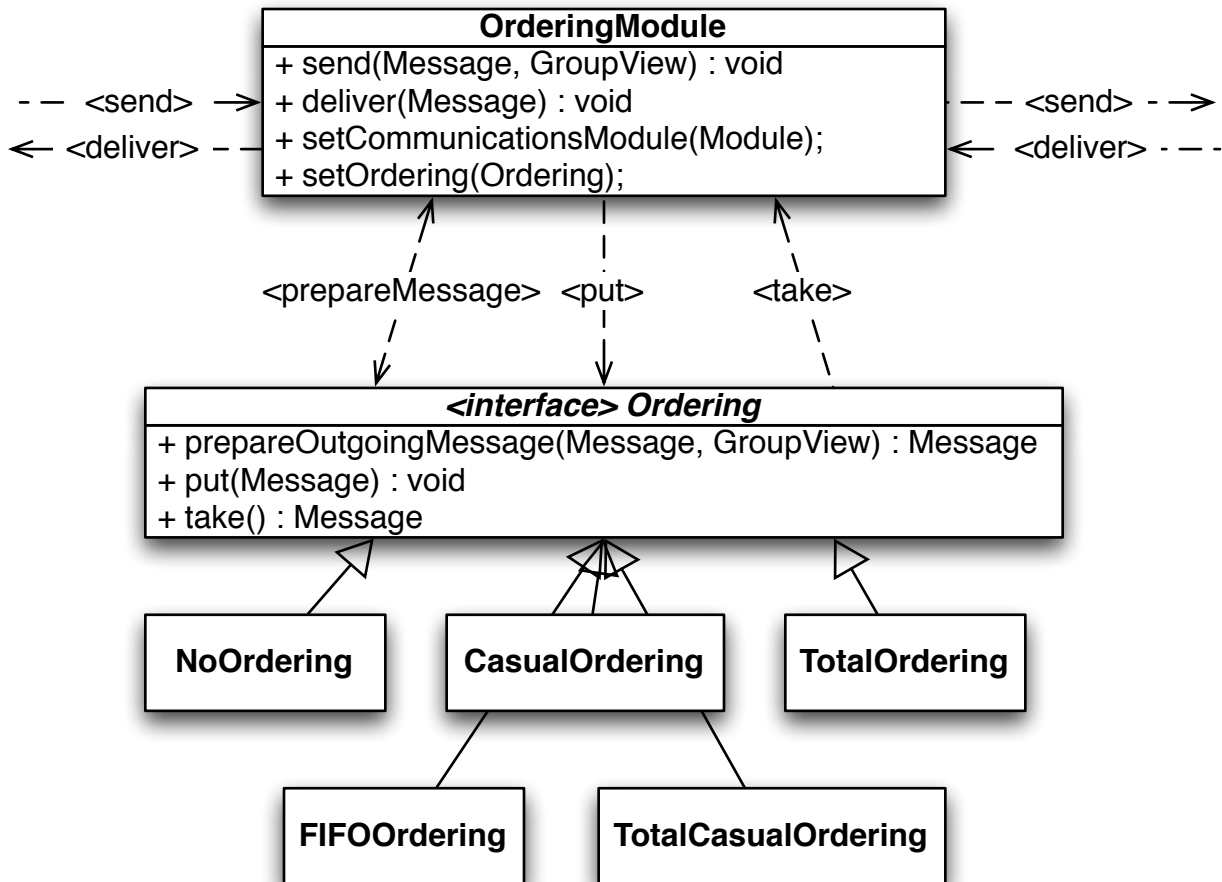 OrderingModule
+ send(Message, GroupView) : void
<send>
+ deliver(Message) : void
<send>
<deliver>
+ setCommunicationsModule(Module);
<deliver>
+ setOrdering(Ordering);
<prepareMessage>
<put>
<take>
<interface> Ordering
+ prepareOutgoingMessage(Message, GroupView) : Message
+ put(Message) : void
+ take() : Message
NoOrdering
CasualOrdering
TotalOrdering
FIFOOrdering
TotalCasualOrdering